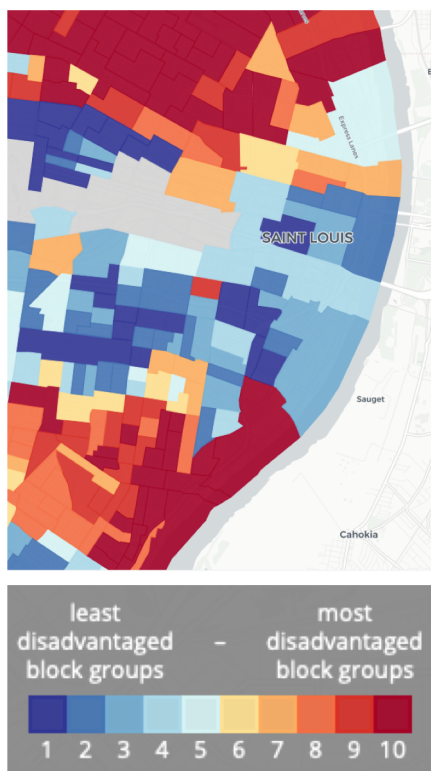 Express Lanes
SAINT LOUIS
Sauget
Cahokia
least
disadvantaged
block groups
–
most
disadvantaged
block groups
1 2 3 4 5 6 7 8 9 10